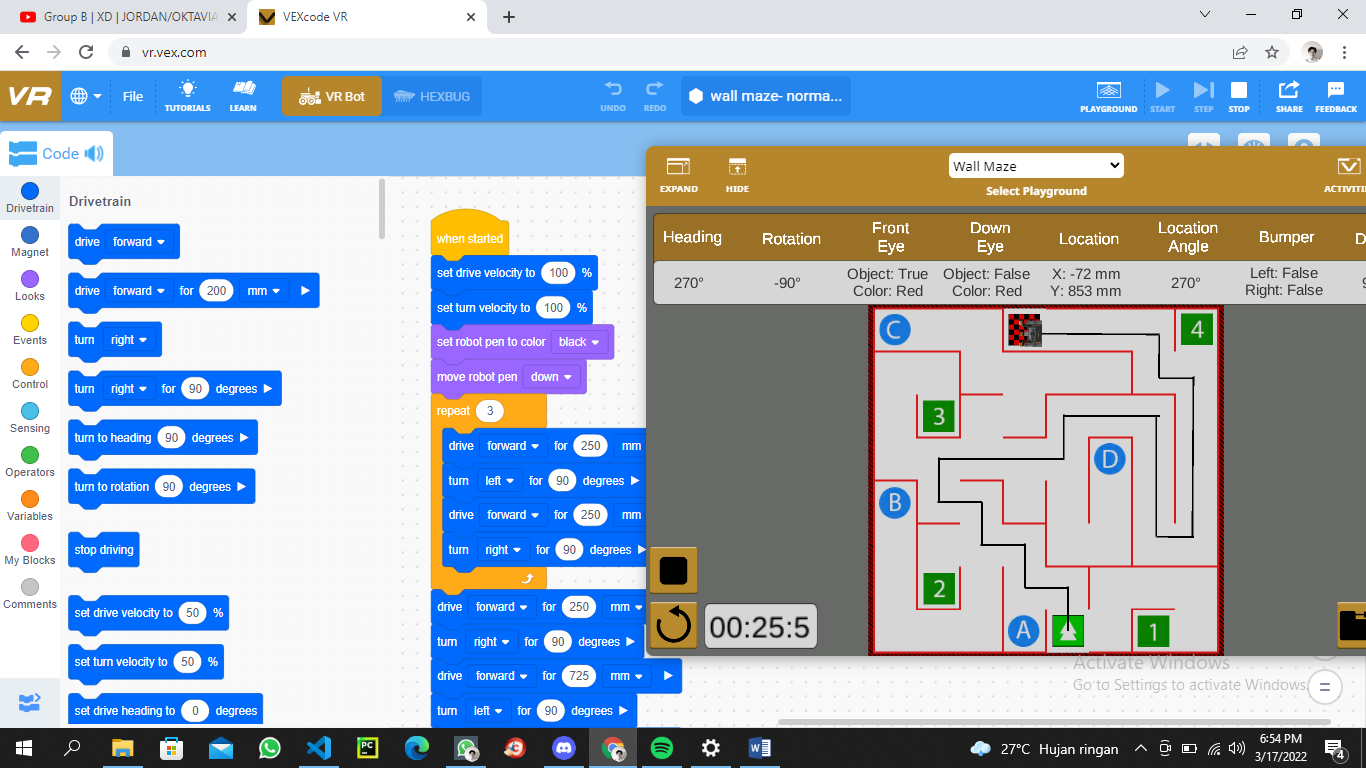 Group B | XD | JORDAN/OKTAVIA
VEXcode VR
vr.vex.com
VR
File
TUTORIALS
LEARN
VR Bot
HEXBUG
UNDO
REDO
wall maze- norma...
PLAYGROUND
START
STEP
STOP
SHARE
FEEDBACK
Code
Drivetrain
Magnet
Looks
Events
Control
Sensing
Operators
Variables
My Blocks
Comments
Drivetrain
drive forward
drive forward for 200 mm
turn right
turn right for 90 degrees
turn to heading 90 degrees
turn to rotation 90 degrees
stop driving
set drive velocity to 50 %
set turn velocity to 50 %
set drive heading to 0 degrees
when started
set drive velocity to 100 %
set turn velocity to 100 %
set robot pen to color black
move robot pen down
repeat 3
drive forward for 250 mm
turn left for 90 degrees
drive forward for 250 mm
turn right for 90 degrees
drive forward for 250 mm
turn right for 90 degrees
drive forward for 725 mm
turn left for 90 degrees
EXPAND
HIDE
Wall Maze
Select Playground
ACTIVITI
Heading Rotation Front Eye Down Eye Location Location Angle Bumper D
270° -90° Object: True Object: False X: -72 mm 270° Left: False
Color: Red Color: Red Y: 853 mm Right: False
C
4
3
D
B
2
A
1
00:25:5
Activate Windows
Go to Settings to activate Windows.
27°C Hujan ringan
6:54 PM
3/17/2022
4